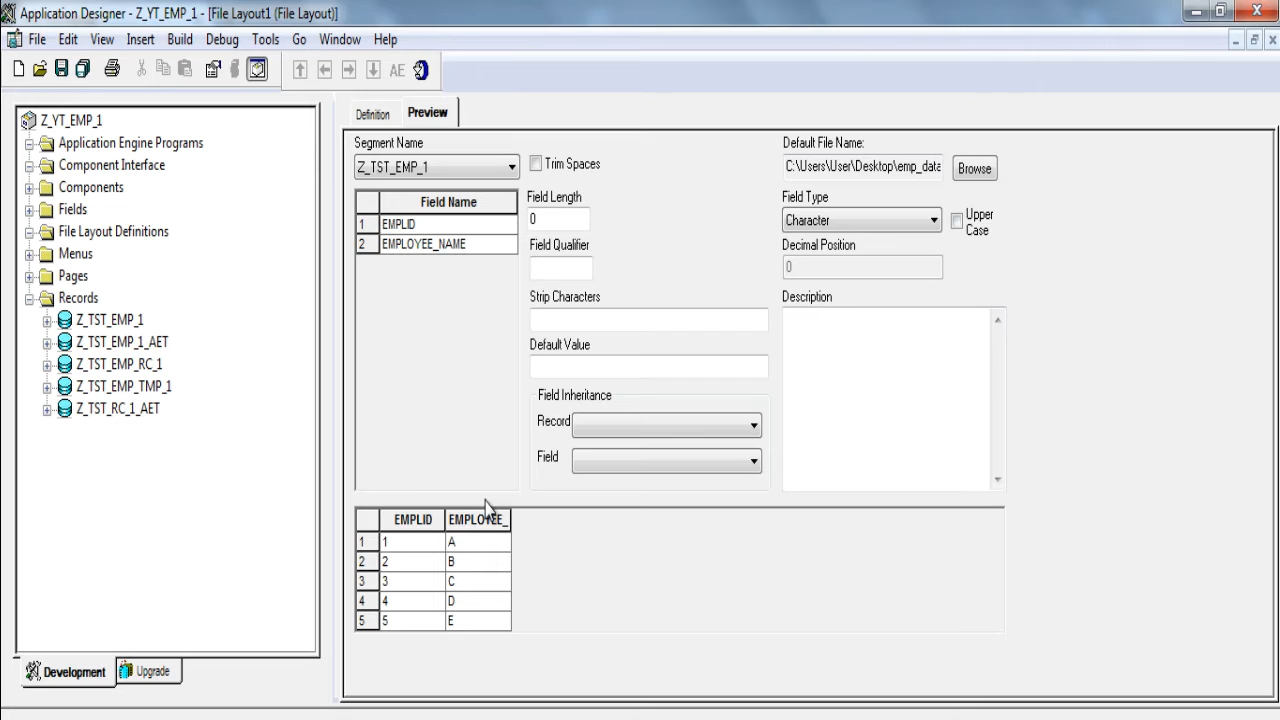 Application Designer - Z_YT_EMP_1 - [File Layout1 (File Layout)]
File Edit View Insert Build Debug Tools Go Window Help
AE
Z_YT_EMP_1
Application Engine Programs
Component Interface
Components
Fields
File Layout Definitions
Menus
Pages
Records
Z_TST_EMP_1
Z_TST_EMP_1_AET
Z_TST_EMP_RC_1
Z_TST_EMP_TMP_1
Z_TST_RC_1_AET
Development Upgrade
Definition Preview
Segment Name
Z_TST_EMP_1
Trim Spaces
Default File Name:
C:\Users\User\Desktop\emp_data
Browse
Field Name
1 EMPLID
2 EMPLOYEE_NAME
Field Length
0
Field Type
Character
Upper
Case
Field Qualifier
Decimal Position
0
Strip Characters
Description
Default Value
Field Inheritance
Record
Field
EMPLID EMPLOYEE_
1 1 A
2 2 B
3 3 C
4 4 D
5 5 E